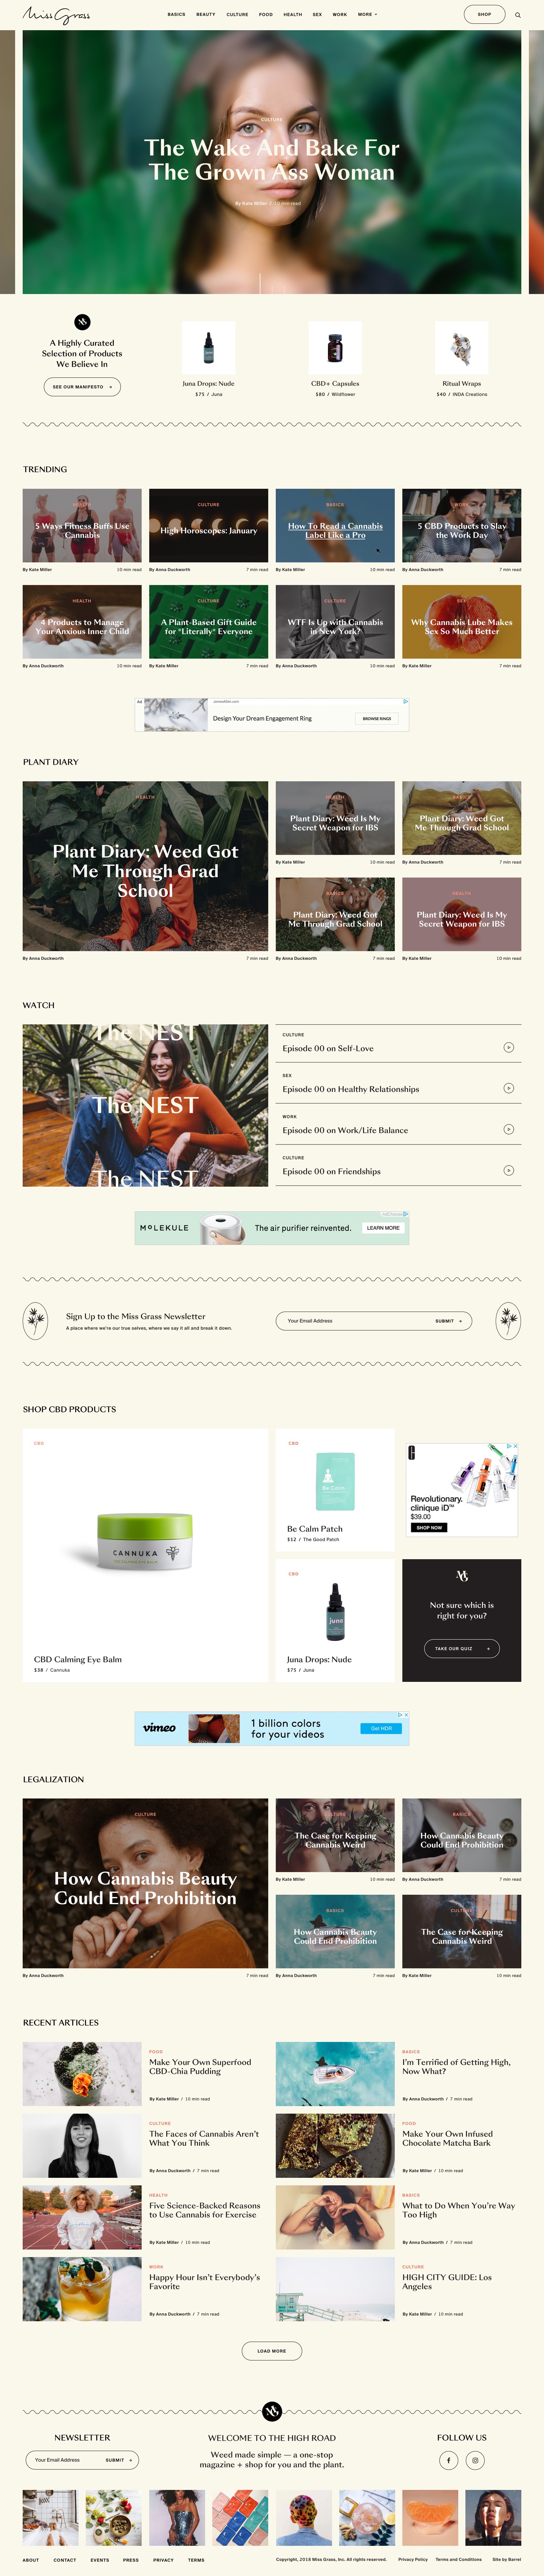 Miss Grass
BASICS BEAUTY CULTURE FOOD HEALTH SEX WORK MORE
SHOP
CULTURE
The Wake And Bake For
The Grown Ass Woman
By Kate Miller / 10 min read
A Highly Curated
Selection of Products
We Believe In
SEE OUR MANIFESTO
Juna Drops: Nude
$75 / Juna
CBD+ Capsules
$80 / Wildflower
Ritual Wraps
$40 / INDA Creations
TRENDING
HEALTH
5 Ways Fitness Buffs Use
Cannabis
By Kate Miller 10 min read
CULTURE
High Horoscopes: January
By Anna Duckworth 7 min read
BASICS
How To Read a Cannabis
Label Like a Pro
By Kate Miller 10 min read
WORK
5 CBD Products to Slay
the Work Day
By Anna Duckworth 7 min read
HEALTH
4 Products to Manage
Your Anxious Inner Child
By Anna Duckworth 10 min read
CULTURE
A Plant-Based Gift Guide
for "Literally" Everyone
By Kate Miller 7 min read
CULTURE
WTF Is Up with Cannabis
in New York?
By Anna Duckworth 10 min read
SEX
Why Cannabis Lube Makes
Sex So Much Better
By Kate Miller 7 min read
Ad
JamesAllen.com
Design Your Dream Engagement Ring
BROWSE RINGS
PLANT DIARY
HEALTH
Plant Diary: Weed Got
Me Through Grad
School
By Anna Duckworth 7 min read
HEALTH
Plant Diary: Weed Is My
Secret Weapon for IBS
By Kate Miller 10 min read
BASICS
Plant Diary: Weed Got
Me Through Grad School
By Anna Duckworth 7 min read
BASICS
Plant Diary: Weed Got
Me Through Grad School
By Anna Duckworth 7 min read
HEALTH
Plant Diary: Weed Is My
Secret Weapon for IBS
By Kate Miller 10 min read
WATCH
The NEST
The NEST
The NEST
CULTURE
Episode 00 on Self-Love
SEX
Episode 00 on Healthy Relationships
WORK
Episode 00 on Work/Life Balance
CULTURE
Episode 00 on Friendships
MOLEKULE
The air purifier reinvented.
LEARN MORE
Sign Up to the Miss Grass Newsletter
A place where we're our true selves, where we say it all and break it down.
Your Email Address SUBMIT
SHOP CBD PRODUCTS
CBD
CANNUKA
CBD CALMING EYE BALM
CBD Calming Eye Balm
$38 / Cannuka
CBD
Be Calm
Be Calm Patch
$12 / The Good Patch
CBD
juna
Juna Drops: Nude
$75 / Juna
Revolutionary.
clinique iD™
$39.00
SHOP NOW
MG
Not sure which is
right for you?
TAKE OUR QUIZ
vimeo
1 billion colors
for your videos
Get HDR
LEGALIZATION
CULTURE
How Cannabis Beauty
Could End Prohibition
By Anna Duckworth 7 min read
CULTURE
The Case for Keeping
Cannabis Weird
By Kate Miller 10 min read
BASICS
How Cannabis Beauty
Could End Prohibition
By Anna Duckworth 7 min read
BASICS
How Cannabis Beauty
Could End Prohibition
By Anna Duckworth 7 min read
CULTURE
The Case for Keeping
Cannabis Weird
By Kate Miller 10 min read
RECENT ARTICLES
FOOD
Make Your Own Superfood
CBD-Chia Pudding
By Kate Miller / 10 min read
BASICS
I'm Terrified of Getting High,
Now What?
By Anna Duckworth / 7 min read
CULTURE
The Faces of Cannabis Aren't
What You Think
By Anna Duckworth / 7 min read
FOOD
Make Your Own Infused
Chocolate Matcha Bark
By Kate Miller / 10 min read
HEALTH
Five Science-Backed Reasons
to Use Cannabis for Exercise
By Kate Miller / 10 min read
BASICS
What to Do When You're Way
Too High
By Anna Duckworth / 7 min read
WORK
Happy Hour Isn't Everybody's
Favorite
By Anna Duckworth / 7 min read
CULTURE
HIGH CITY GUIDE: Los
Angeles
By Kate Miller / 10 min read
LOAD MORE
MG
NEWSLETTER
Your Email Address SUBMIT
WELCOME TO THE HIGH ROAD
Weed made simple — a one-stop
magazine + shop for you and the plant.
FOLLOW US
ABOUT CONTACT EVENTS PRESS PRIVACY TERMS
Copyright, 2018 Miss Grass, Inc. All rights reserved. Privacy Policy Terms and Conditions Site by Barrel